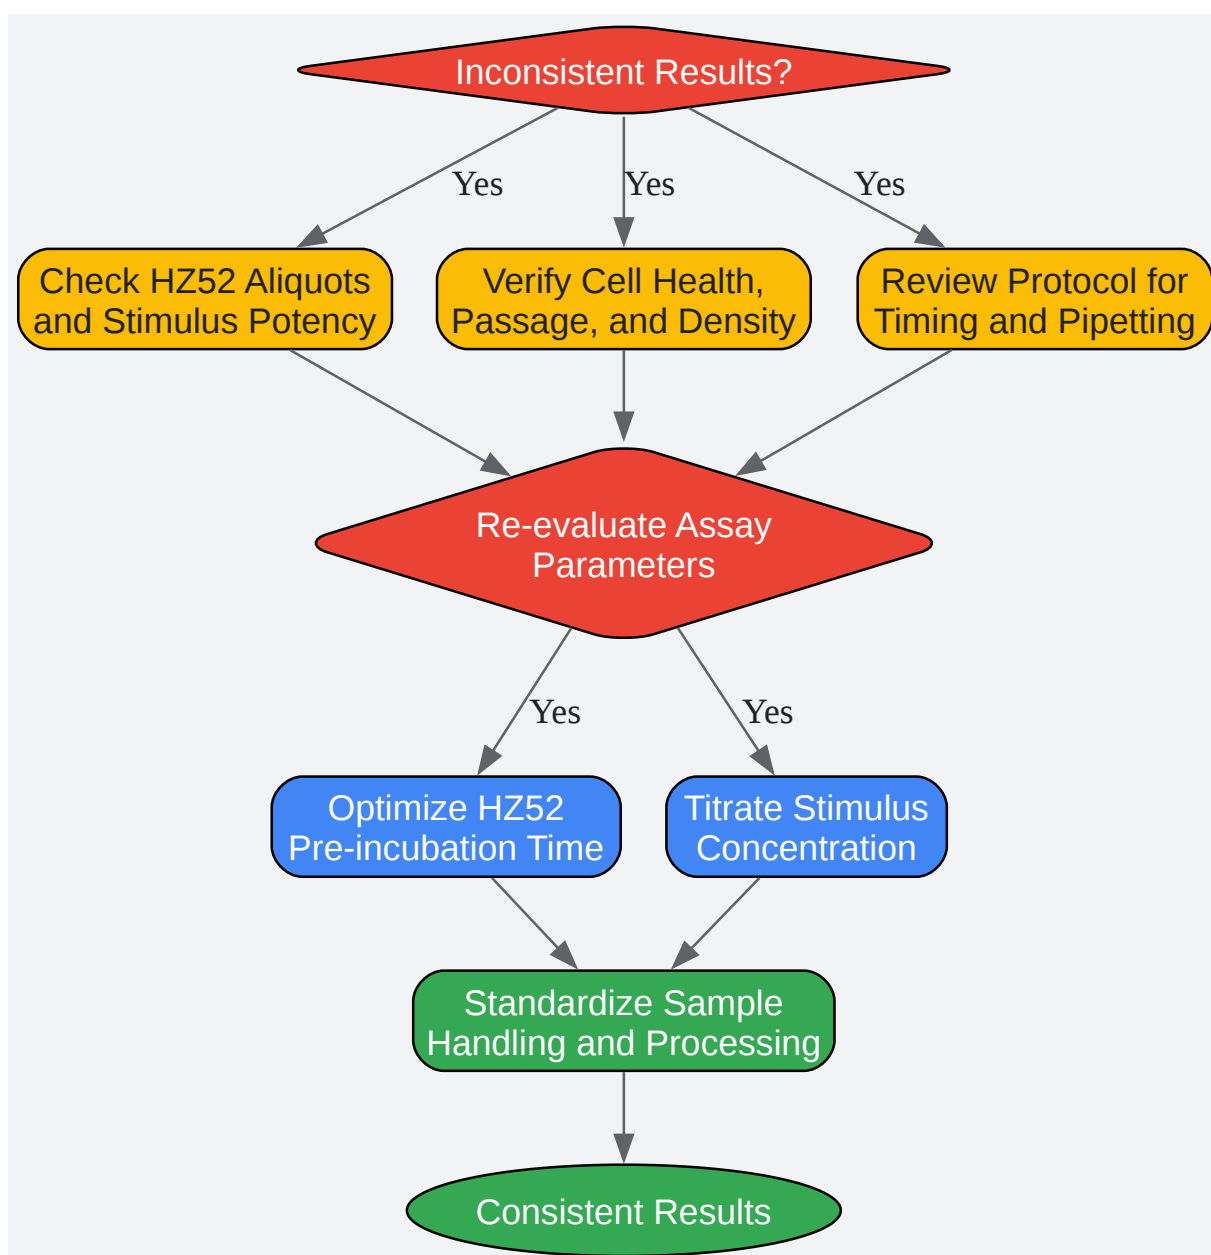 Inconsistent Results?
Yes
Yes
Yes
Check HZ52 Aliquots
and Stimulus Potency
Verify Cell Health,
Passage, and Density
Review Protocol for
Timing and Pipetting
Re-evaluate Assay
Parameters
Yes
Yes
Optimize HZ52
Pre-incubation Time
Titrate Stimulus
Concentration
Standardize Sample
Handling and Processing
Consistent Results